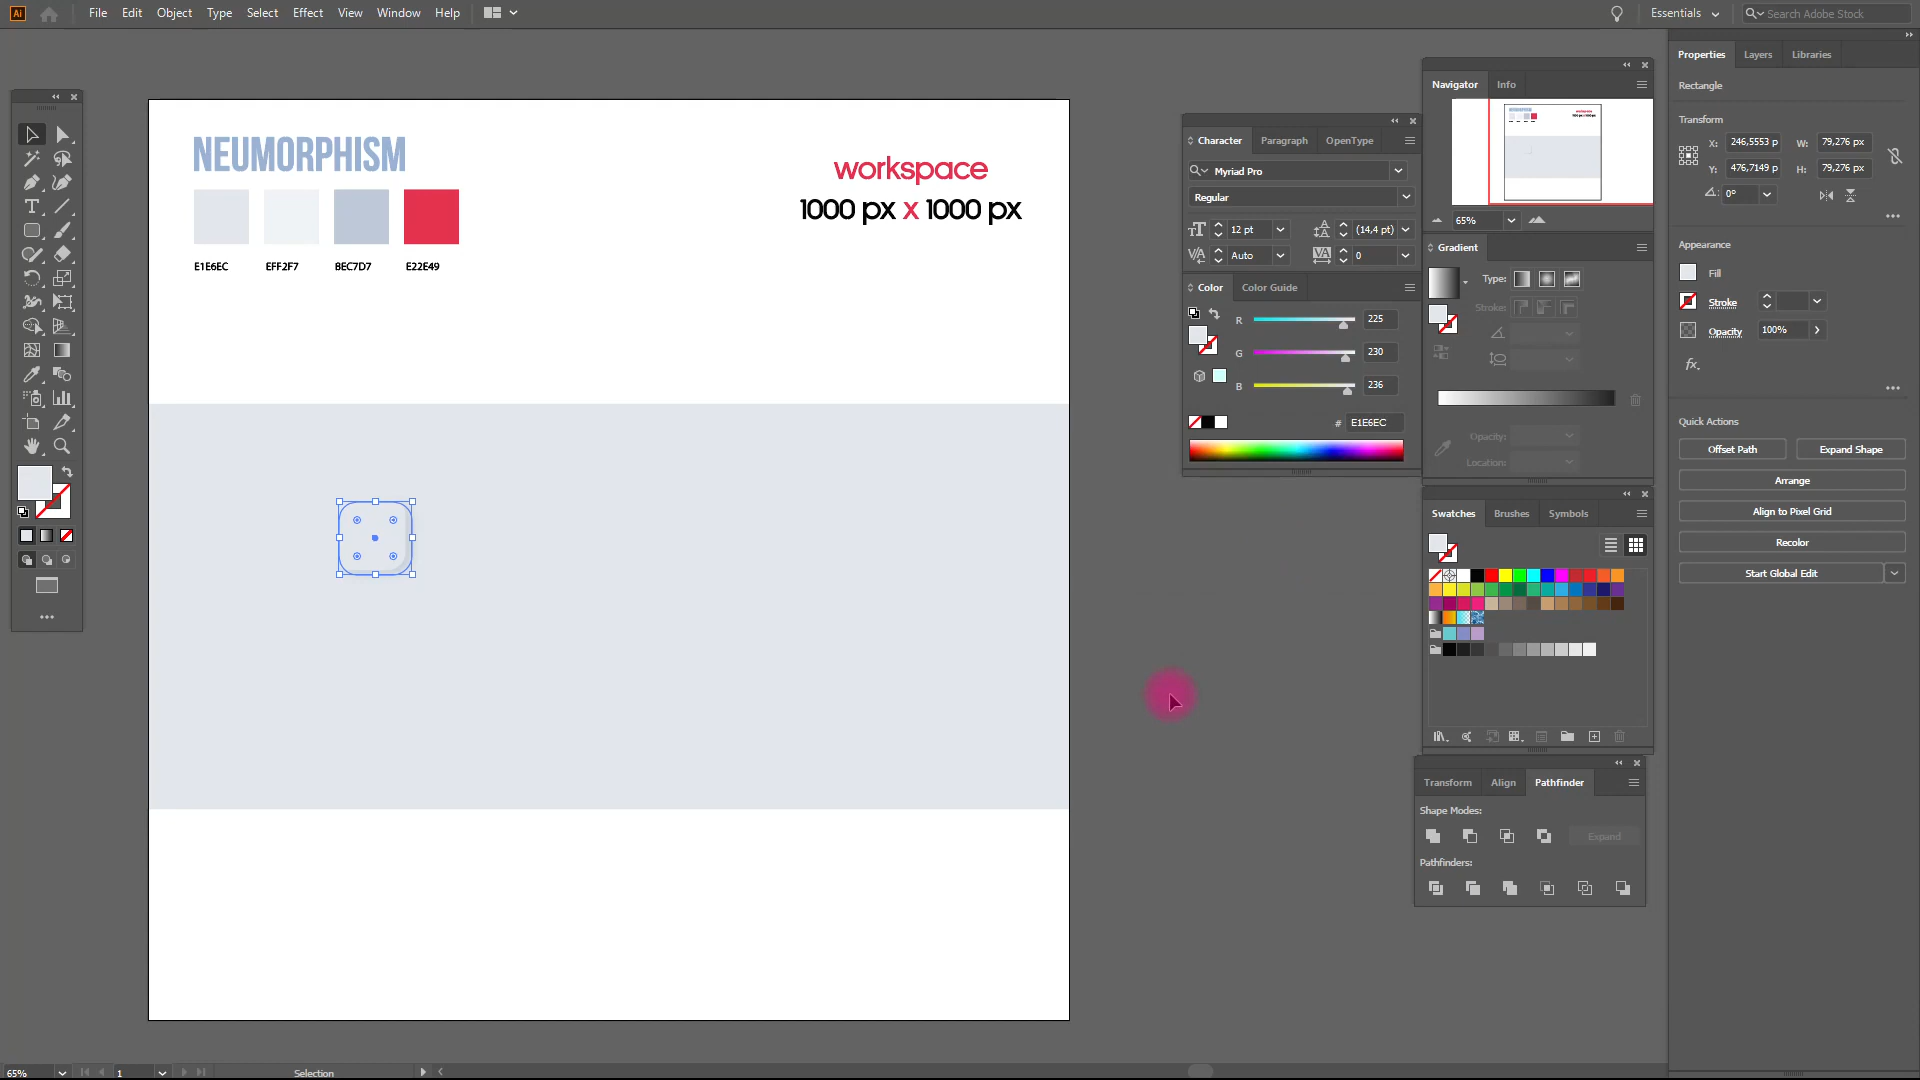 Ai File Edit Object Type Select Effect View Window Help Essentials Search Adobe Stock
NEUMORPHISM
E1E6EC EFF2F7 BEC7D7 E22E49
workspace
1000 px x 1000 px
Character Paragraph OpenType
Myriad Pro
Regular
12 pt (14,4 pt)
Auto 0
Color Color Guide
R 225
G 230
B 236
# E1E6EC
Navigator Info
65%
Gradient
Type:
Stroke:
Opacity:
Location:
Swatches Brushes Symbols
Transform Align Pathfinder
Shape Modes:
Expand
Pathfinders:
Properties Layers Libraries
Rectangle
Transform
X: 246,5553 p W: 79,276 px
Y: 476,7149 p H: 79,276 px
0°
Appearance
Fill
Stroke
Opacity 100%
fx.
Quick Actions
Offset Path Expand Shape
Arrange
Align to Pixel Grid
Recolor
Start Global Edit
65% 1 Selection